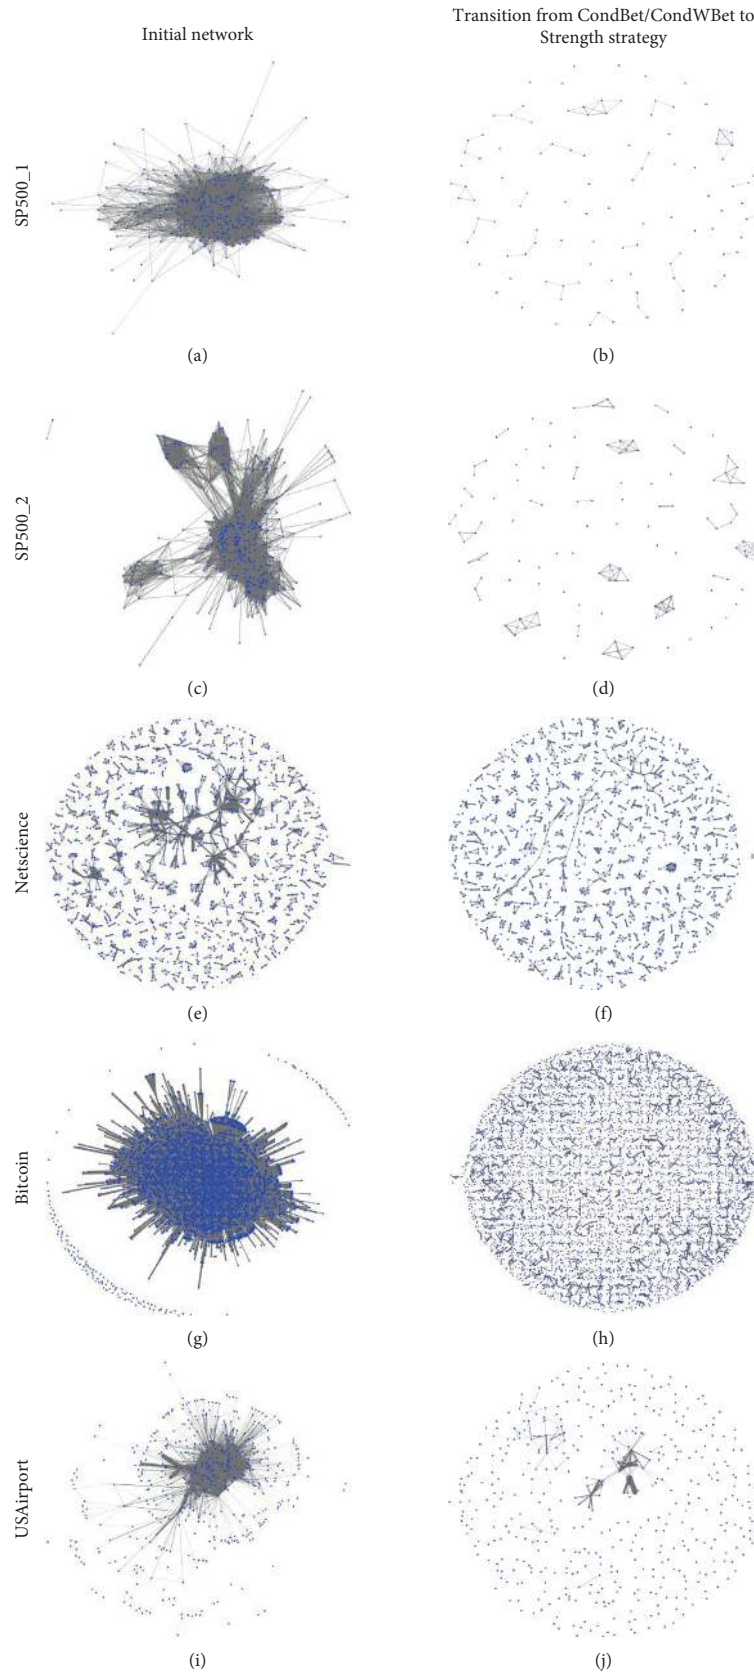 Initial network
Transition from CondBet/CondWBet to
Strength strategy
SP500_1
(a)
(b)
SP500_2
(c)
(d)
Netscience
(e)
(f)
Bitcoin
(g)
(h)
USAirport
(i)
(j)